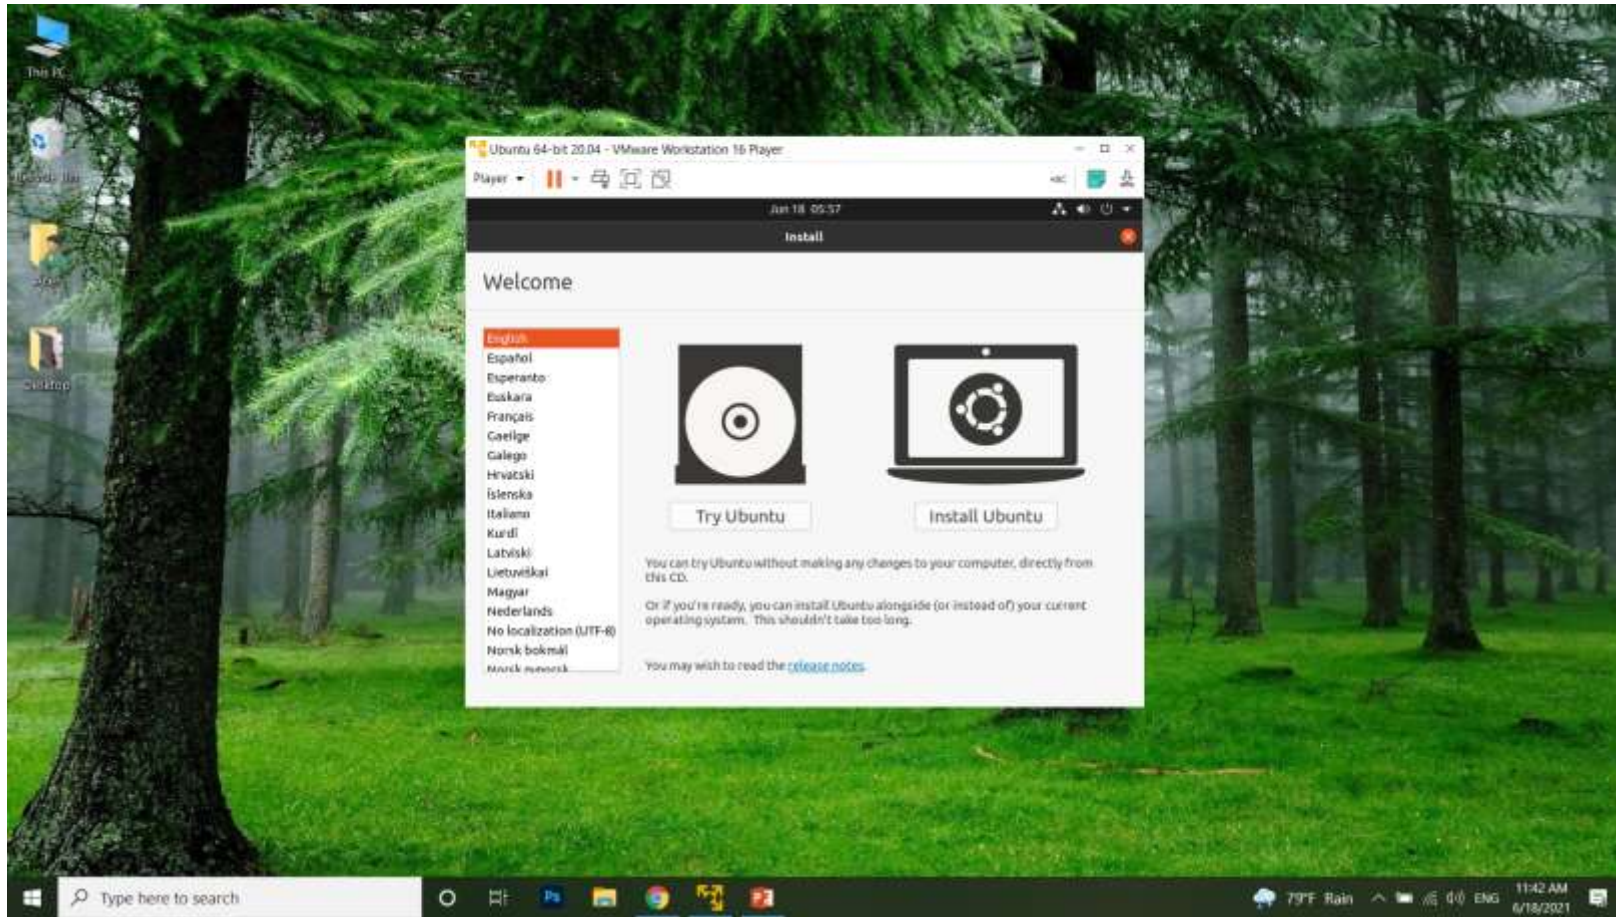 This PC
Ubuntu 64-bit 20.04 - VMware Workstation 16 Player
Player
Jun 18 05:57
Install
Welcome
English
Español
Esperanto
Euskara
Français
Gaeilge
Galego
Hrvatski
Íslenska
Italiano
Kurdî
Latviski
Lietuviškai
Magyar
Nederlands
No localization (UTF-8)
Norsk bokmål
Norsk nynorsk
Try Ubuntu
Install Ubuntu
You can try Ubuntu without making any changes to your computer, directly from
this CD.
Or if you're ready, you can install Ubuntu alongside (or instead of) your current
operating system. This shouldn't take too long.
You may wish to read the release notes.
Desktop
Type here to search
Ps
79°F Rain
ENG
11:42 AM
6/18/2021